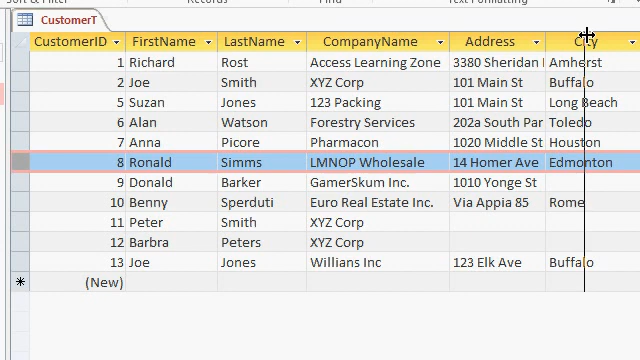 Records
Find
CustomerT
CustomerID FirstName LastName CompanyName Address City
1 Richard Rost Access Learning Zone 3380 Sheridan Amherst
2 Joe Smith XYZ Corp 101 Main St Buffalo
5 Suzan Jones 123 Packing 101 Main St Long Beach
6 Alan Watson Forestry Services 202a South Par Toledo
7 Anna Picore Pharmacon 1020 Middle St Houston
8 Ronald Simms LMNOP Wholesale 14 Homer Ave Edmonton
9 Donald Barker GamerSkum Inc. 1010 Yonge St
10 Benny Sperduti Euro Real Estate Inc. Via Appia 85 Rome
11 Peter Smith XYZ Corp
12 Barbra Peters XYZ Corp
13 Joe Jones Willians Inc 123 Elk Ave Buffalo
(New)